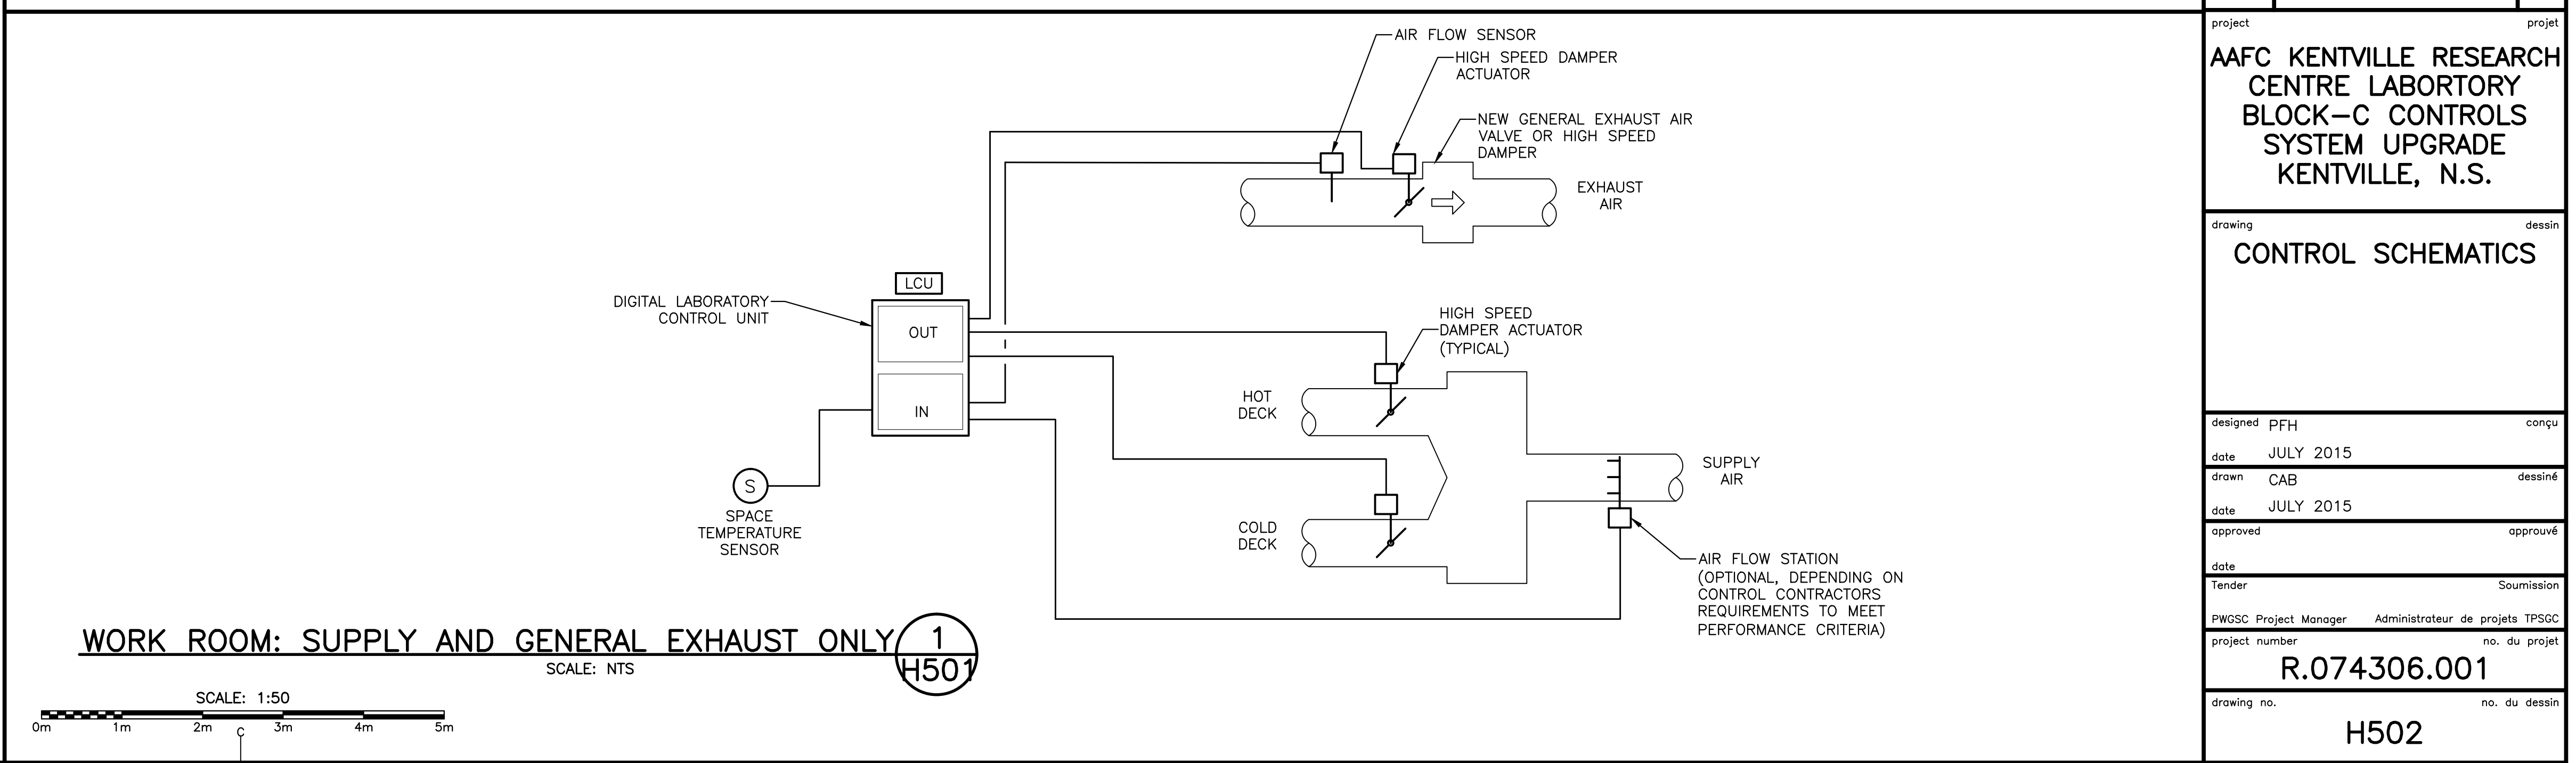 AIR FLOW SENSOR
HIGH SPEED DAMPER
ACTUATOR
NEW GENERAL EXHAUST AIR
VALVE OR HIGH SPEED
DAMPER
EXHAUST
AIR
LCU
DIGITAL LABORATORY
CONTROL UNIT
OUT
IN
HIGH SPEED
DAMPER ACTUATOR
(TYPICAL)
HOT
DECK
COLD
DECK
SUPPLY
AIR
S
SPACE
TEMPERATURE
SENSOR
AIR FLOW STATION
(OPTIONAL, DEPENDING ON
CONTROL CONTRACTORS
REQUIREMENTS TO MEET
PERFORMANCE CRITERIA)
WORK ROOM: SUPPLY AND GENERAL EXHAUST ONLY
1
H501
SCALE: NTS
SCALE: 1:50
0m 1m 2m 3m 4m 5m
C
project projet
AAFC KENTVILLE RESEARCH
CENTRE LABORTORY
BLOCK-C CONTROLS
SYSTEM UPGRADE
KENTVILLE, N.S.
drawing dessin
CONTROL SCHEMATICS
designed PFH conçu
date JULY 2015
drawn CAB dessiné
date JULY 2015
approved approuvé
date
Tender Soumission
PWGSC Project Manager Administrateur de projets TPSGC
project number no. du projet
R.074306.001
drawing no. no. du dessin
H502